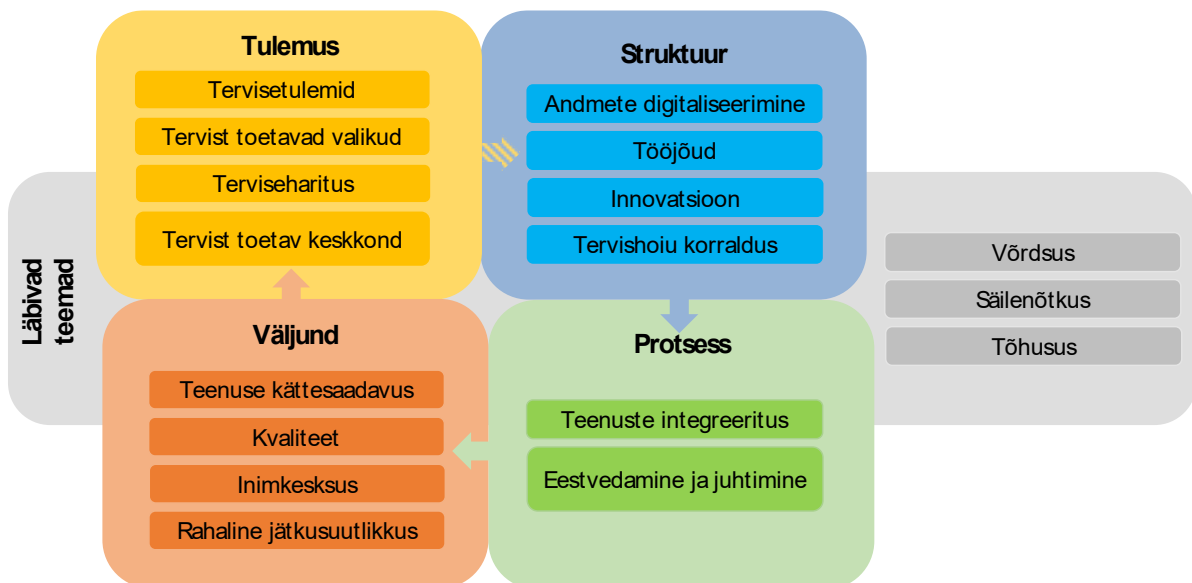 Tulemus
Tervisetulemid
Tervist toetavad valikud
Terviseharitus
Tervist toetav keskkond
Struktuur
Andmete digitaliseerimine
Tööjõud
Innovatsioon
Tervishoiu korraldus
Läbivad
teemad
Väljund
Teenuse kättesaadavus
Kvaliteet
Inimkesksus
Rahaline jätkusuutlikkus
Protsess
Teenuste integreeritus
Eestvedamine ja juhtimine
Võrdsus
Säilenõtkus
Tõhusus